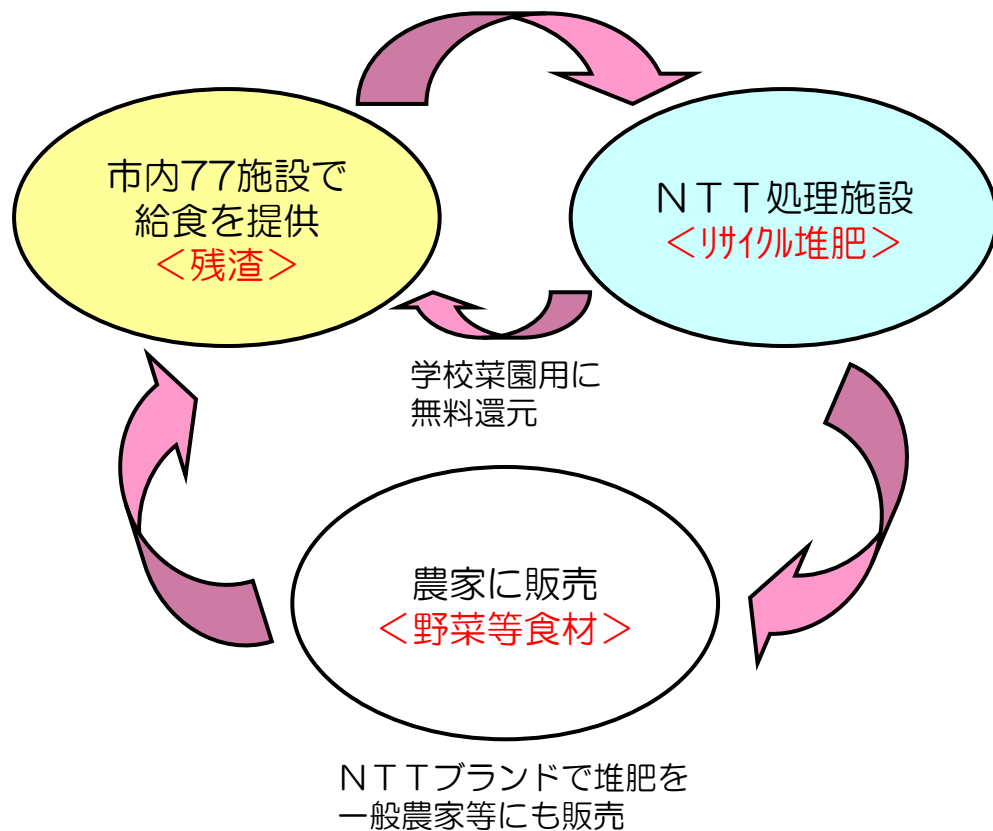 市内77施設で
給食を提供
＜残渣＞
ＮＴＴ処理施設
＜ﾘｻｲｸﾙ堆肥＞
学校菜園用に
無料還元
農家に販売
＜野菜等食材＞
ＮＴＴブランドで堆肥を
一般農家等にも販売